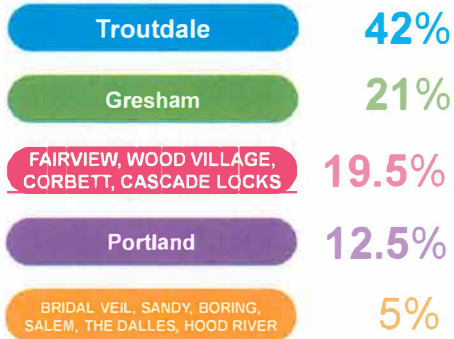 Troutdale 42%
Gresham 21%
FAIRVIEW, WOOD VILLAGE,
CORBETT, CASCADE LOCKS 19.5%
Portland 12.5%
BRIDAL VEIL, SANDY, BORING,
SALEM, THE DALLES, HOOD RIVER 5%